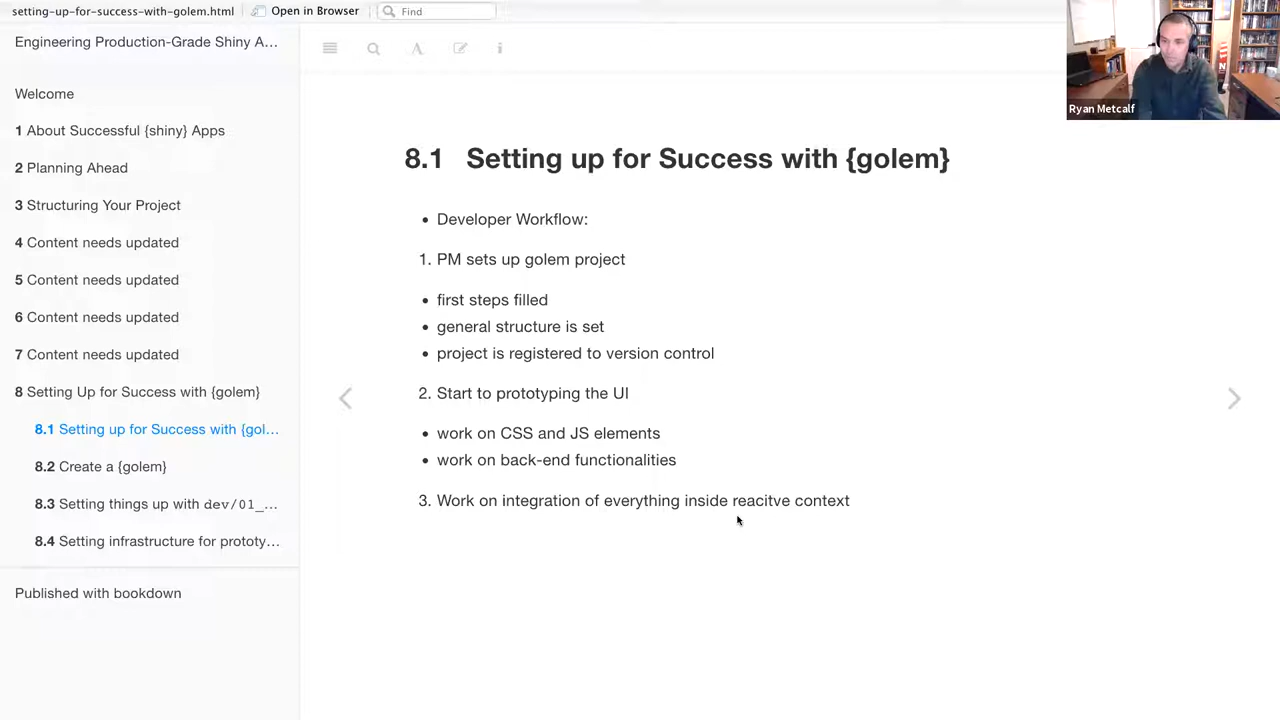 setting-up-for-success-with-golem.html
Open in Browser
Find
Engineering Production-Grade Shiny A...
Welcome
1 About Successful {shiny} Apps
2 Planning Ahead
3 Structuring Your Project
4 Content needs updated
5 Content needs updated
6 Content needs updated
7 Content needs updated
8 Setting Up for Success with {golem}
8.1 Setting up for Success with {gol...
8.2 Create a {golem}
8.3 Setting things up with dev/01_...
8.4 Setting infrastructure for prototy...
Published with bookdown
8.1 Setting up for Success with {golem}
• Developer Workflow:
1. PM sets up golem project
• first steps filled
• general structure is set
• project is registered to version control
2. Start to prototyping the UI
• work on CSS and JS elements
• work on back-end functionalities
3. Work on integration of everything inside reacitve context
Ryan Metcalf